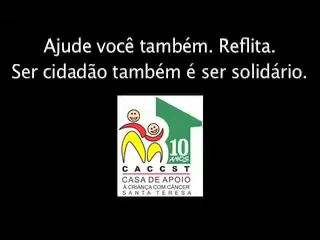 Ajude você também. Reflita.
Ser cidadão também é ser solidário.
10
ANOS
CACCST
CASA DE APOIO
À CRIANÇA COM CÂNCER
SANTA TERESA